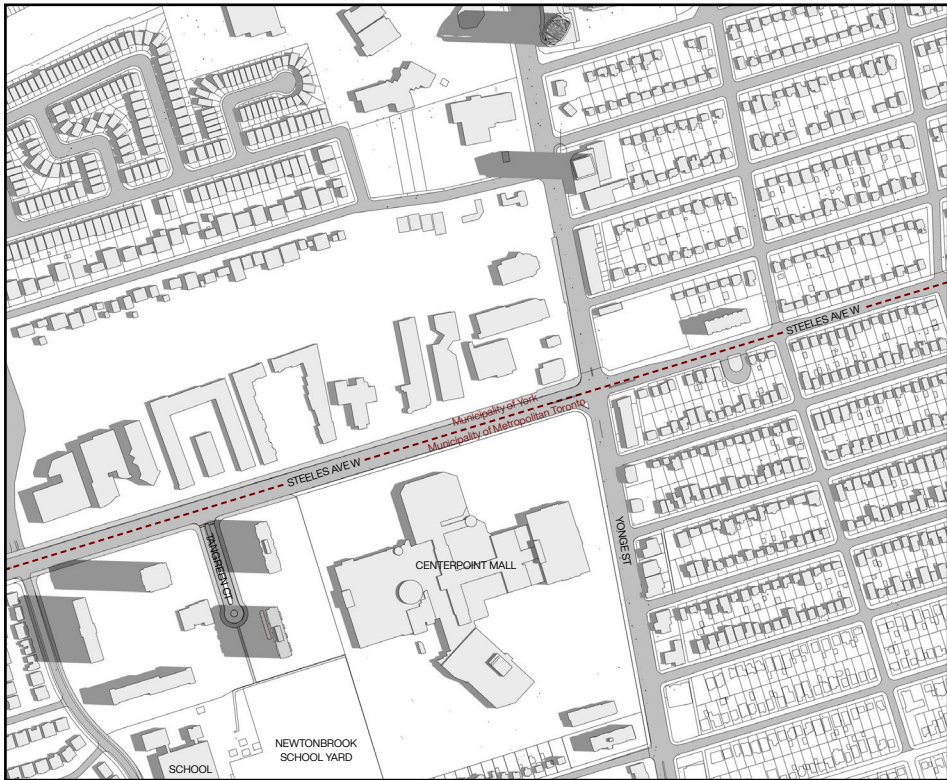 STEELES AVE W
Municipality of York
Municipality of Metropolitan Toronto
STEELES AVE W
TANGREEN CT
CENTERPOINT MALL
YONGE ST
NEWTONBROOK
SCHOOL YARD
SCHOOL